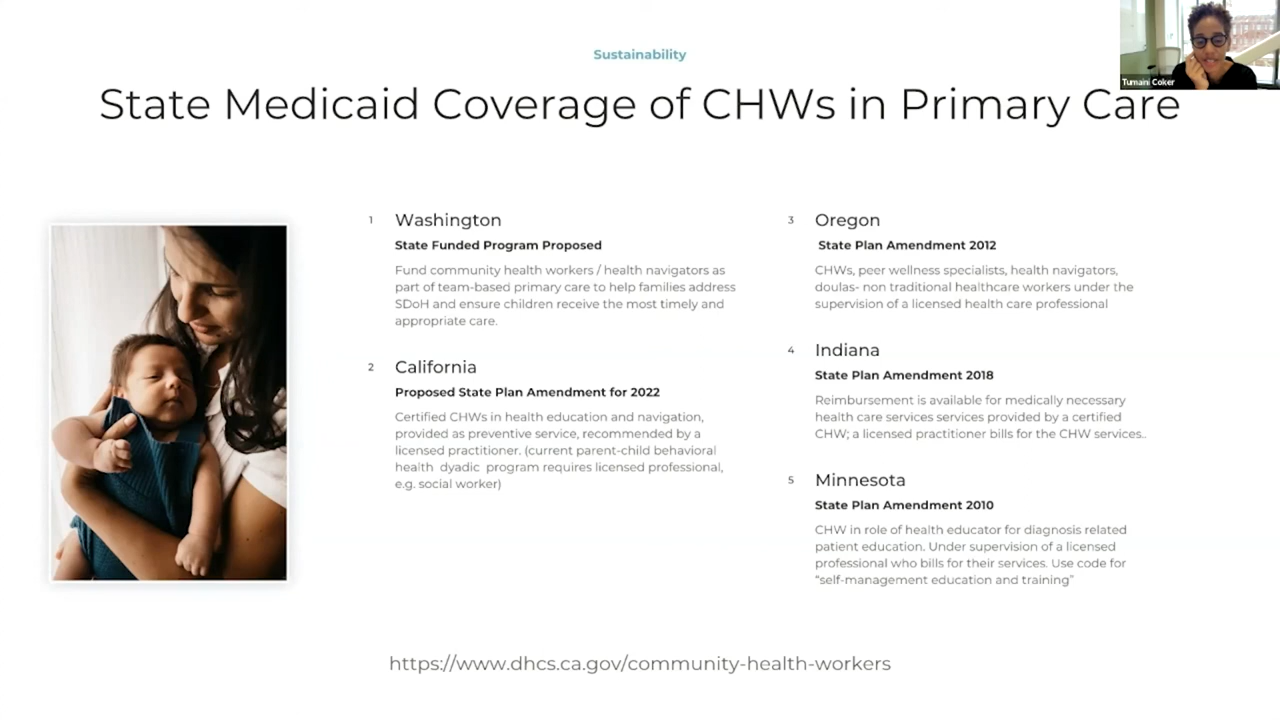 Sustainability
State Medicaid Coverage of CHWs in Primary Care
Tumani Coker
1
Washington
State Funded Program Proposed
Fund community health workers / health navigators as
part of team-based primary care to help families address
SDoH and ensure children receive the most timely and
appropriate care.
2
California
Proposed State Plan Amendment for 2022
Certified CHWs in health education and navigation,
provided as preventive service, recommended by a
licensed practitioner. (current parent-child behavioral
health dyadic program requires licensed professional,
e.g. social worker)
3
Oregon
State Plan Amendment 2012
CHWs, peer wellness specialists, health navigators,
doulas- non traditional healthcare workers under the
supervision of a licensed health care professional
4
Indiana
State Plan Amendment 2018
Reimbursement is available for medically necessary
health care services services provided by a certified
CHW; a licensed practitioner bills for the CHW services..
5
Minnesota
State Plan Amendment 2010
CHW in role of health educator for diagnosis related
patient education. Under supervision of a licensed
professional who bills for their services. Use code for
“self-management education and training”
https://www.dhcs.ca.gov/community-health-workers